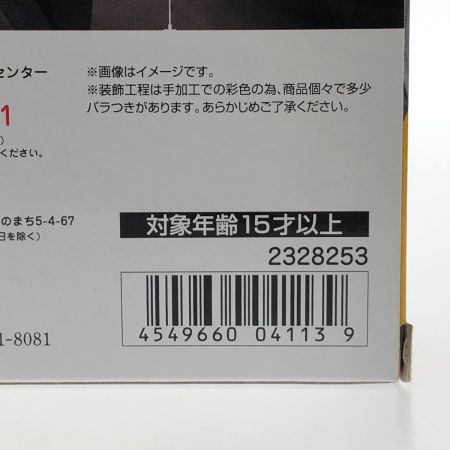 センター
※画像はイメージです。
※装飾工程は手加工での彩色の為、商品個々で多少
バラつきがあります。あらかじめご了承ください。
1
)
ください。
のまち5-4-67
日を除く)
対象年齢15才以上
2328253
1-8081
4549660 04113 9